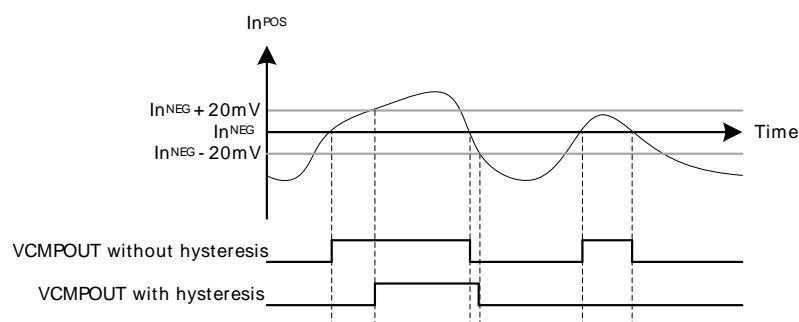 InPOS
InNEG + 20mV
InNEG
Time
InNEG - 20mV
VCMPOUT without hysteresis
VCMPOUT with hysteresis